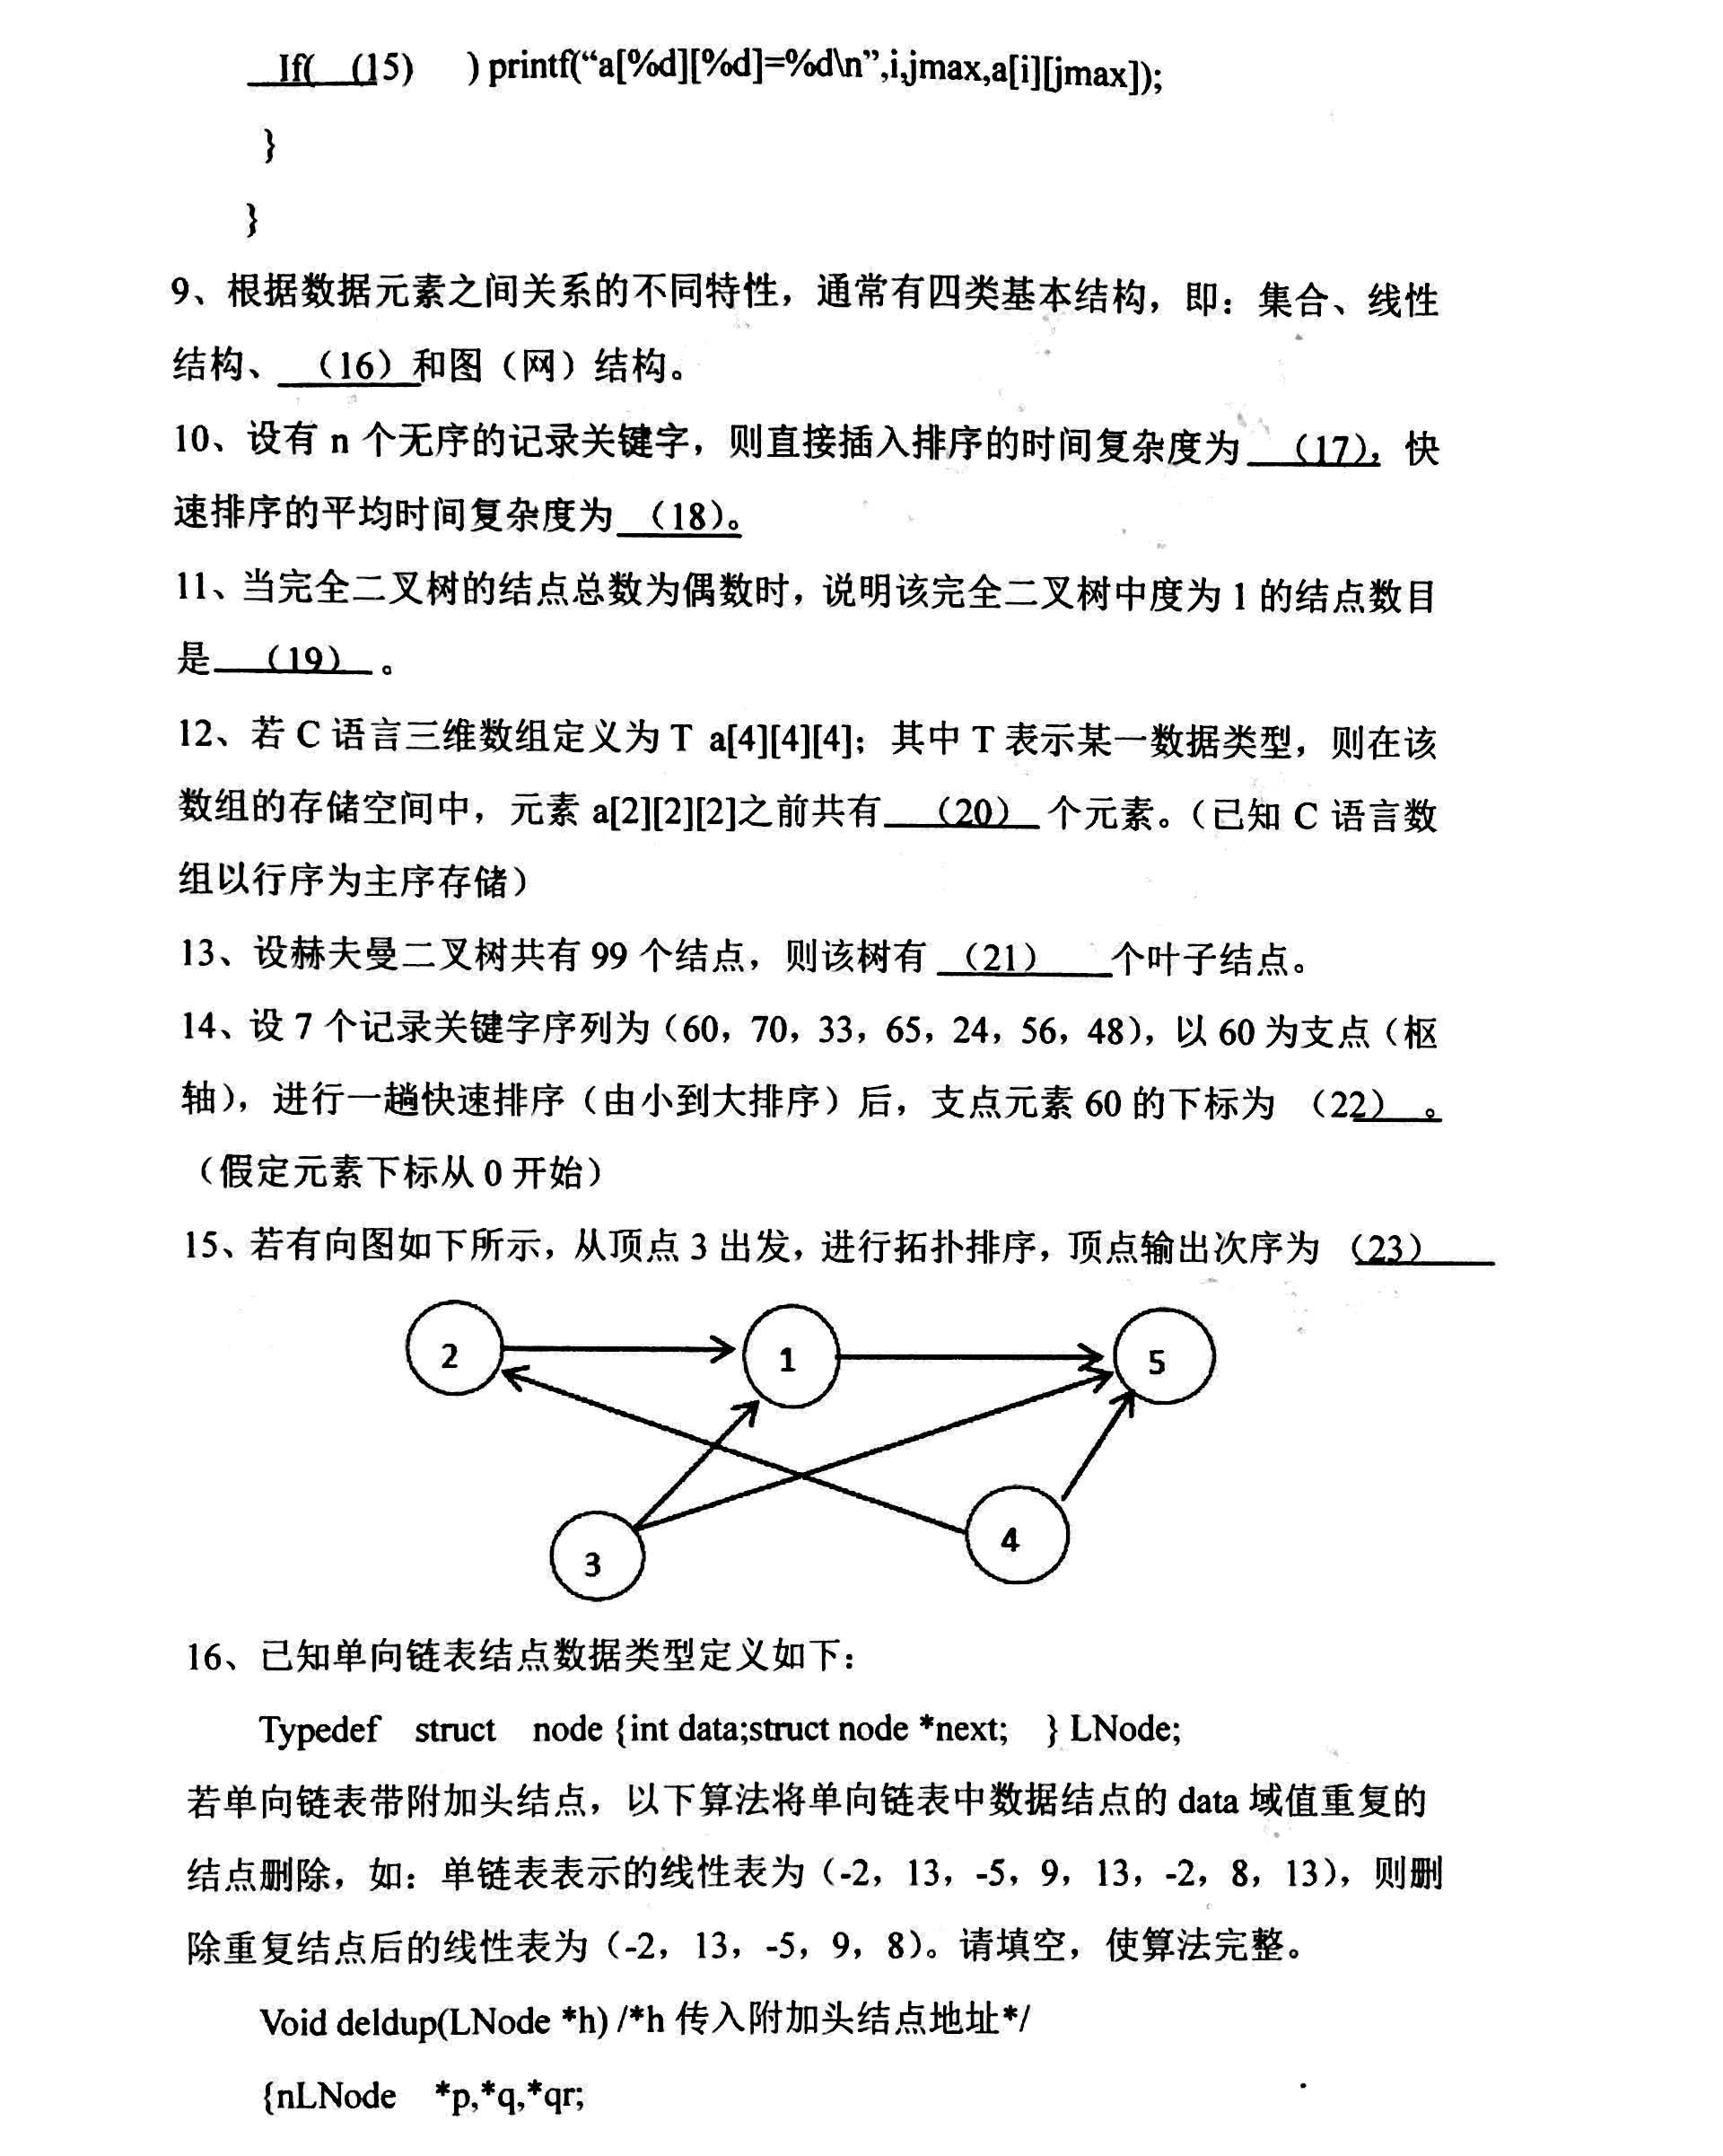 If(　(15)　) printf(“a[%d][%d]=%d\n”,i,jmax,a[i][jmax]);
}
}
9、根据数据元素之间关系的不同特性，通常有四类基本结构，即：集合、线性
结构、（16）和图（网）结构。
10、设有 n 个无序的记录关键字，则直接插入排序的时间复杂度为 （17），快
速排序的平均时间复杂度为 （18）。
11、当完全二叉树的结点总数为偶数时，说明该完全二叉树中度为 1 的结点数目
是 （19） 。
12、若 C 语言三维数组定义为 T a[4][4][4]；其中 T 表示某一数据类型，则在该
数组的存储空间中，元素 a[2][2][2]之前共有 （20） 个元素。（已知 C 语言数
组以行序为主序存储）
13、设赫夫曼二叉树共有 99 个结点，则该树有 （21） 个叶子结点。
14、设 7 个记录关键字序列为（60，70，33，65，24，56，48），以 60 为支点（枢
轴），进行一趟快速排序（由小到大排序）后，支点元素 60 的下标为 （22） 。
（假定元素下标从 0 开始）
15、若有向图如下所示，从顶点 3 出发，进行拓扑排序，顶点输出次序为 （23）
2 1 5
3 4
16、已知单向链表结点数据类型定义如下：
Typedef struct node {int data;struct node *next; } LNode;
若单向链表带附加头结点，以下算法将单向链表中数据结点的 data 域值重复的
结点删除，如：单链表表示的线性表为（-2，13，-5，9，13，-2，8，13），则删
除重复结点后的线性表为（-2，13，-5，9，8）。请填空，使算法完整。
Void deldup(LNode *h) /*h 传入附加头结点地址*/
{nLNode *p,*q,*qr;